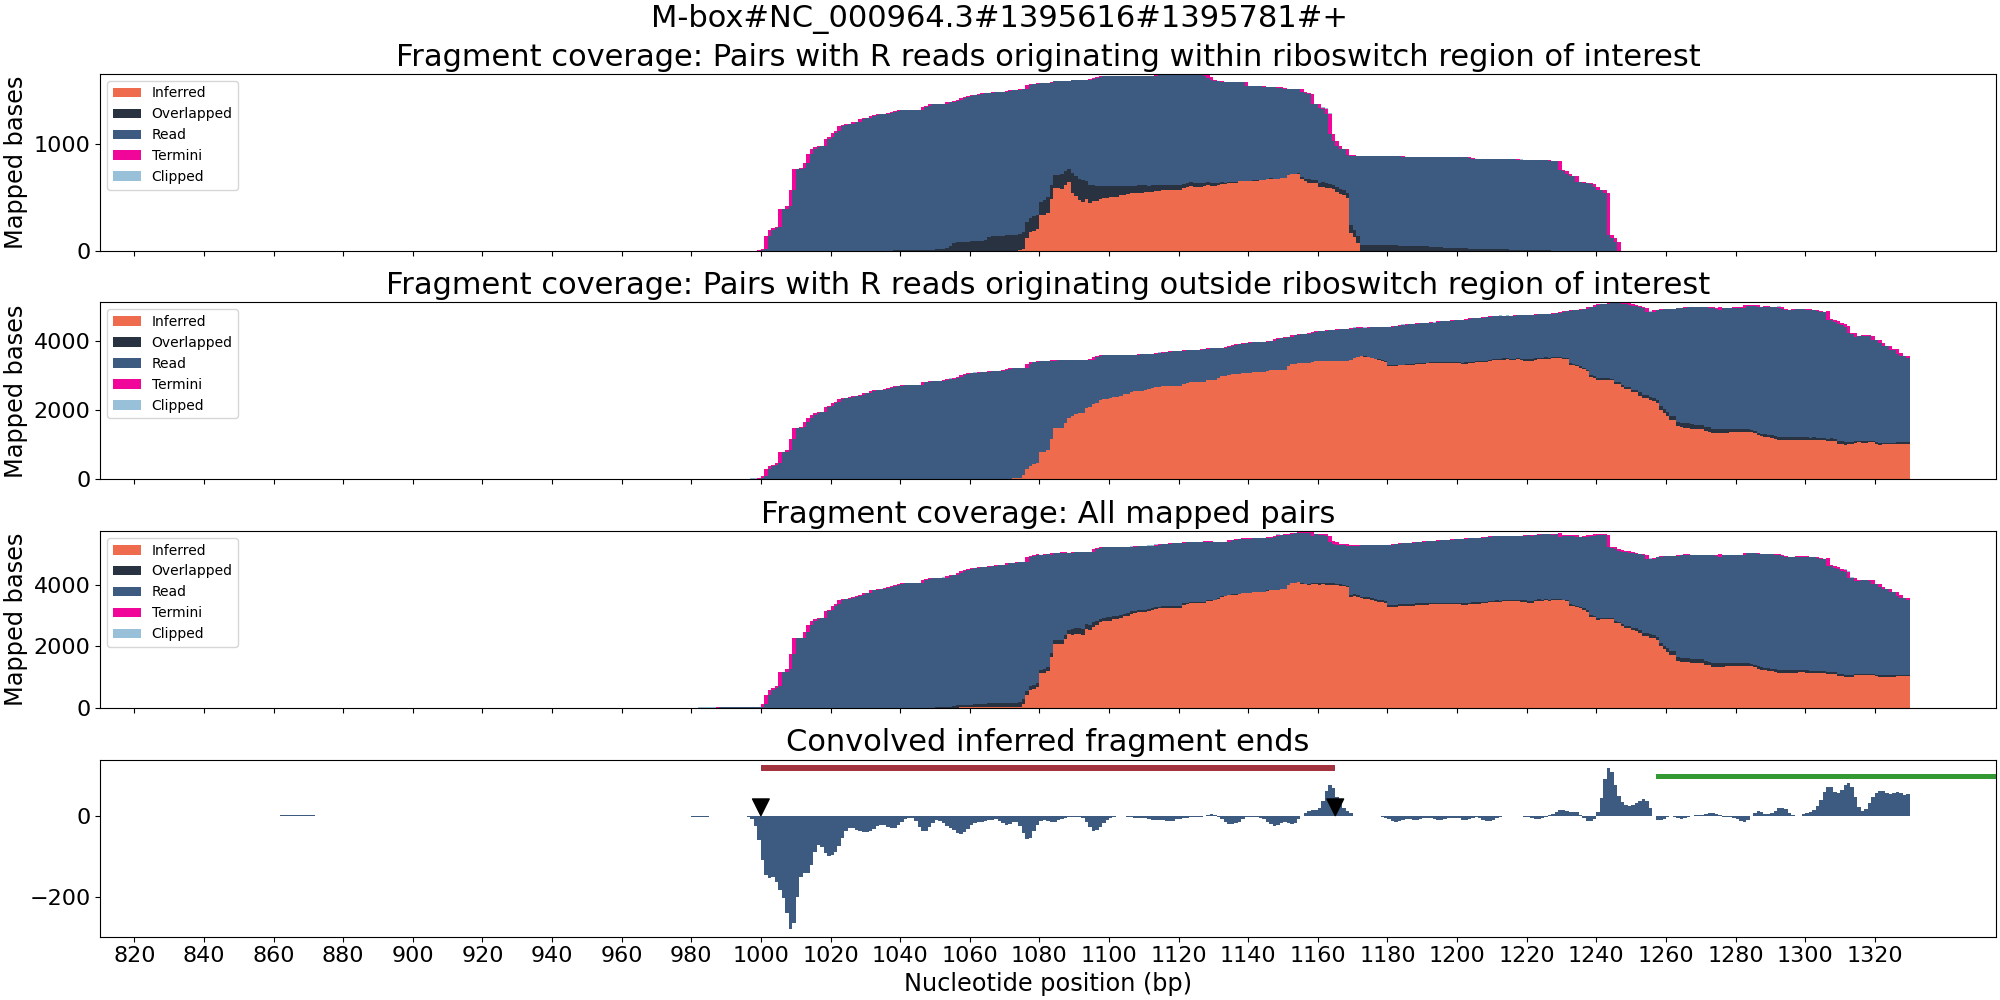 M-box#NC_000964.3#1395616#1395781#+
Fragment coverage: Pairs with R reads originating within riboswitch region of interest
Mapped bases
1000
0
Inferred
Overlapped
Read
Termini
Clipped
Fragment coverage: Pairs with R reads originating outside riboswitch region of interest
Mapped bases
4000
2000
0
Inferred
Overlapped
Read
Termini
Clipped
Fragment coverage: All mapped pairs
Mapped bases
4000
2000
0
Inferred
Overlapped
Read
Termini
Clipped
Convolved inferred fragment ends
0
−200
820 840 860 880 900 920 940 960 980 1000 1020 1040 1060 1080 1100 1120 1140 1160 1180 1200 1220 1240 1260 1280 1300 1320
Nucleotide position (bp)